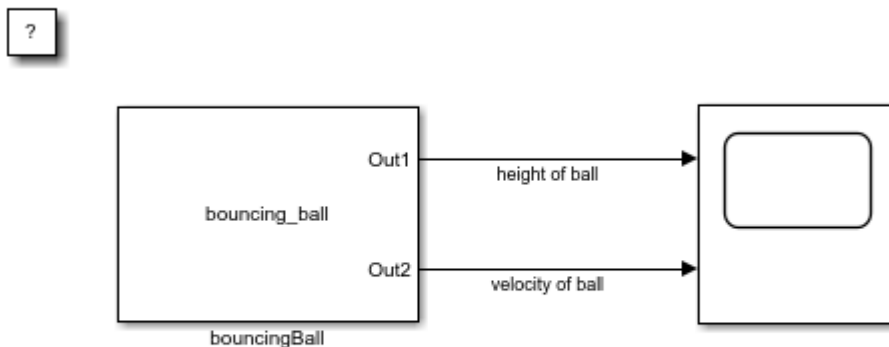 ?
Out1
height of ball
bouncing_ball
Out2
velocity of ball
bouncingBall